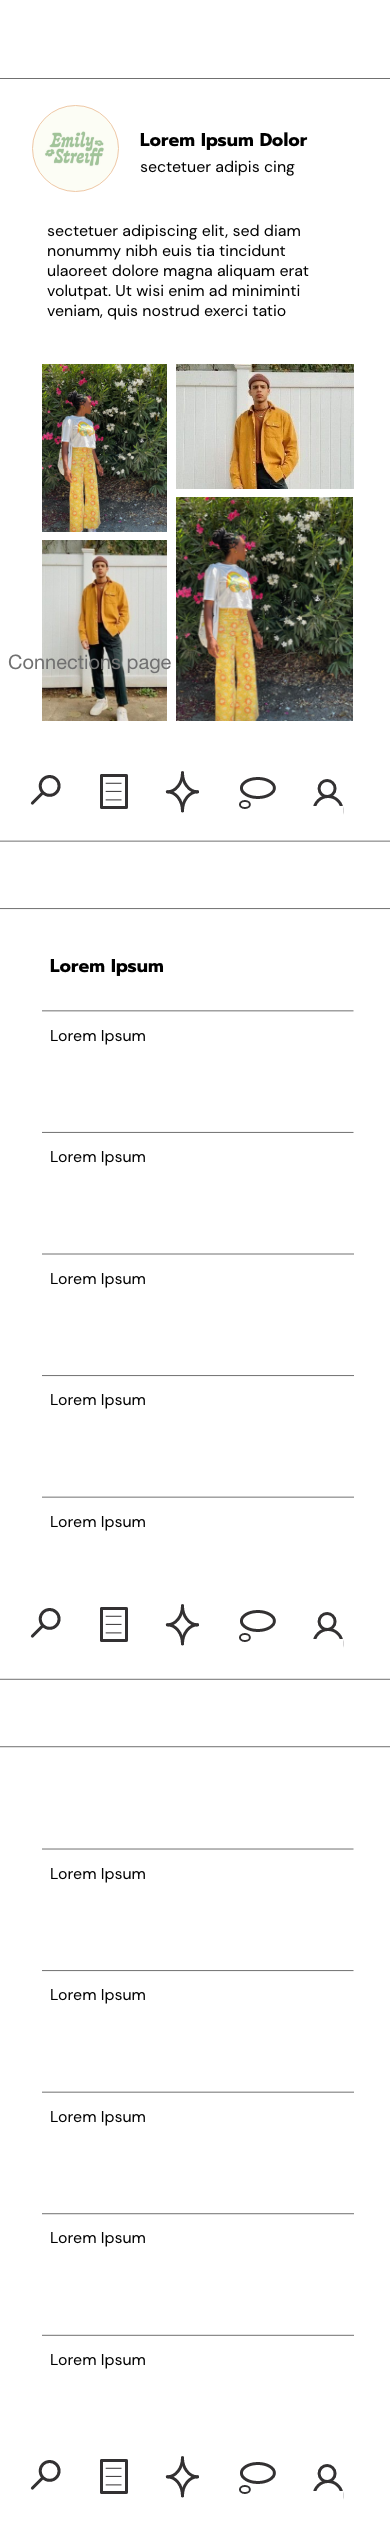 Emily
Streiff
Lorem Ipsum Dolor
sectetuer adipis cing
sectetuer adipiscing elit, sed diam
nonummy nibh euis tia tincidunt
ulaoreet dolore magna aliquam erat
volutpat. Ut wisi enim ad miniminti
veniam, quis nostrud exerci tatio
Connections page
Lorem Ipsum
Lorem Ipsum
Lorem Ipsum
Lorem Ipsum
Lorem Ipsum
Lorem Ipsum
Lorem Ipsum
Lorem Ipsum
Lorem Ipsum
Lorem Ipsum
Lorem Ipsum